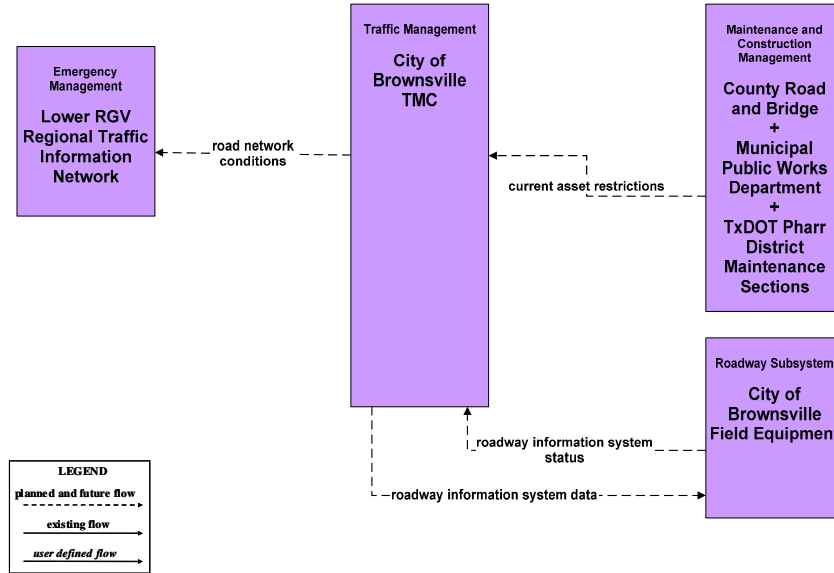 Emergency
Management
Lower RGV
Regional Traffic
Information
Network
road network
conditions
Traffic Management
City of
Brownsville
TMC
current asset restrictions
Maintenance and
Construction
Management
County Road
and Bridge
+
Municipal
Public Works
Department
+
TxDOT Pharr
District
Maintenance
Sections
Roadway Subsystem
City of
Brownsville
Field Equipmen
roadway information system
status
roadway information system data
LEGEND
planned and future flow
existing flow
user defined flow